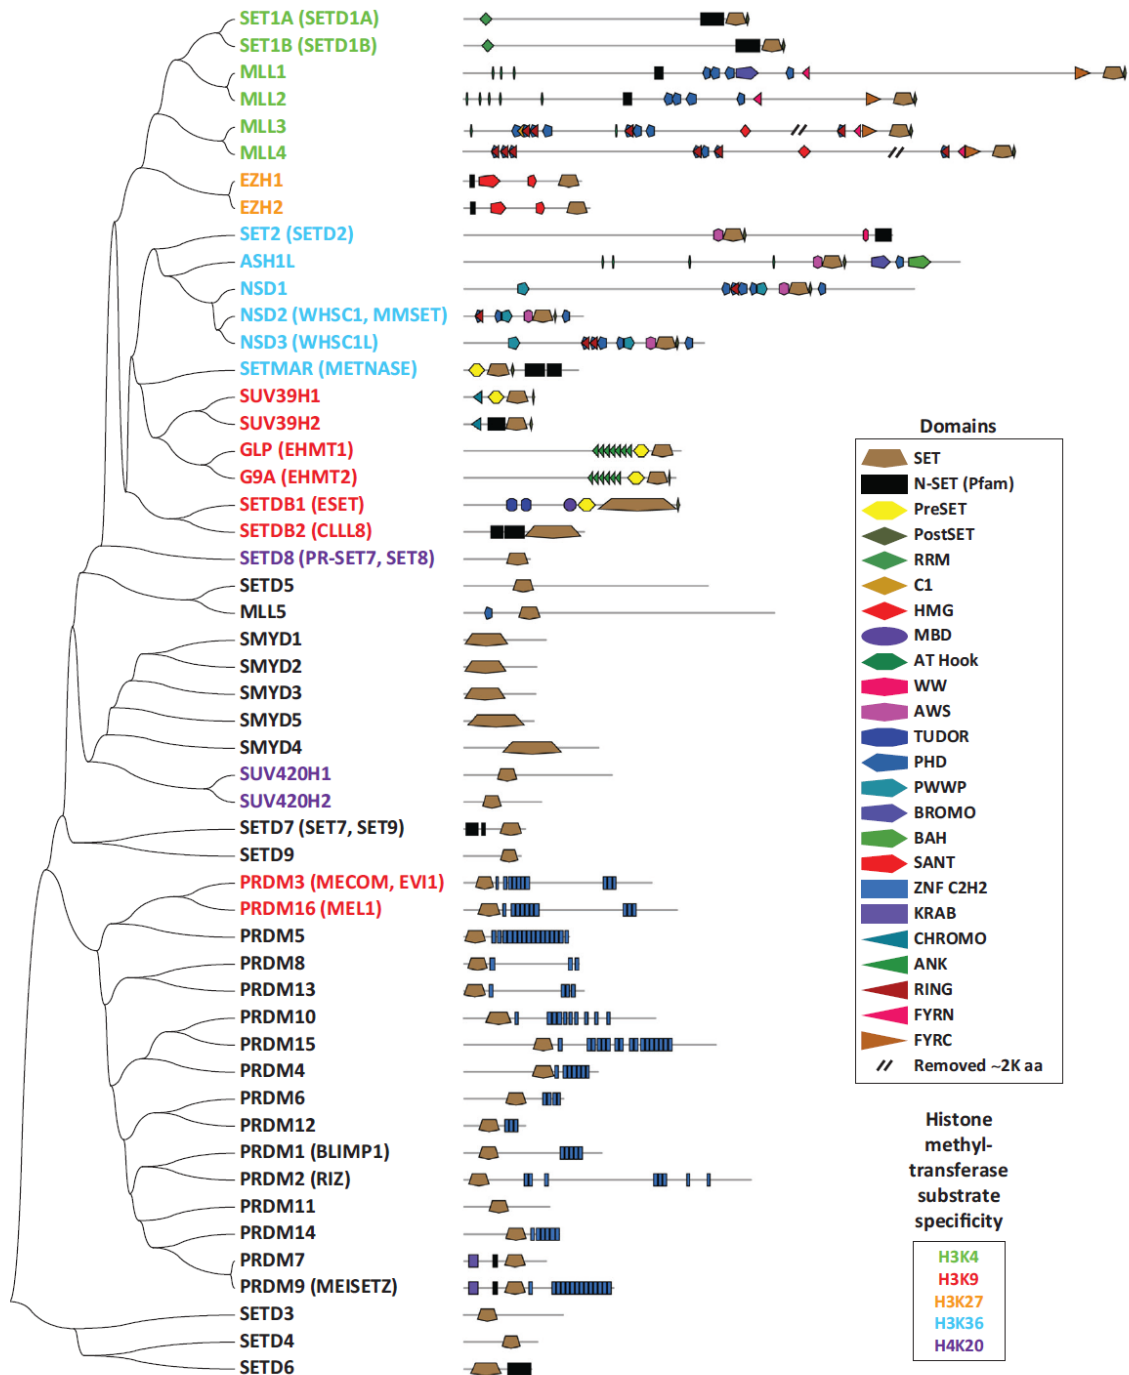 SET1A (SETD1A)
SET1B (SETD1B)
MLL1
MLL2
MLL3
MLL4
EZH1
EZH2
SET2 (SETD2)
ASH1L
NSD1
NSD2 (WHSC1, MMSET)
NSD3 (WHSC1L)
SETMAR (METNASE)
SUV39H1
SUV39H2
GLP (EHMT1)
G9A (EHMT2)
SETDB1 (ESET)
SETDB2 (CLLL8)
SETD8 (PR-SET7, SET8)
SETD5
MLL5
SMYD1
SMYD2
SMYD3
SMYD5
SMYD4
SUV420H1
SUV420H2
SETD7 (SET7, SET9)
SETD9
PRDM3 (MECOM, EVI1)
PRDM16 (MEL1)
PRDM5
PRDM8
PRDM13
PRDM10
PRDM15
PRDM4
PRDM6
PRDM12
PRDM1 (BLIMP1)
PRDM2 (RIZ)
PRDM11
PRDM14
PRDM7
PRDM9 (MEISETZ)
SETD3
SETD4
SETD6
Domains
SET
N-SET (Pfam)
PreSET
PostSET
RRM
C1
HMG
MBD
AT Hook
WW
AWS
TUDOR
PHD
PWWP
BROMO
BAH
SANT
ZNF C2H2
KRAB
CHROMO
ANK
RING
FYRN
FYRC
Removed ~2K aa
Histone
methyl-
transferase
substrate
specificity
H3K4
H3K9
H3K27
H3K36
H4K20